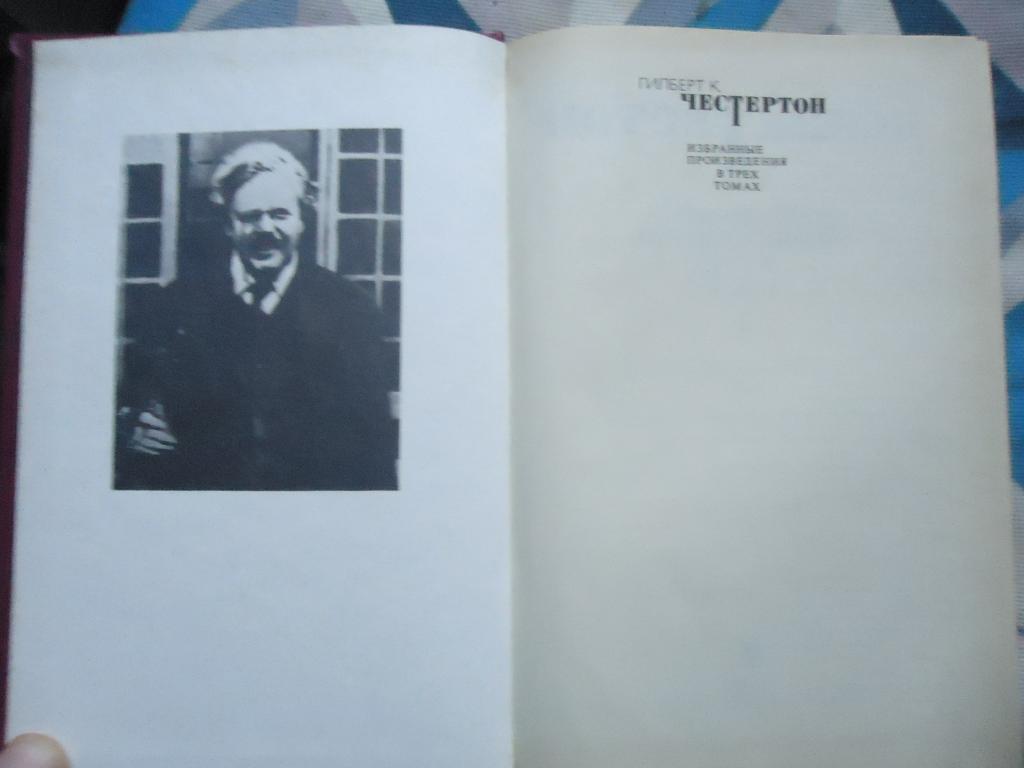 ГИЛБЕРТ К.
ЧЕСТЕРТОН
ИЗБРАННЫЕ
ПРОИЗВЕДЕНИЯ
В ТРЕХ
ТОМАХ